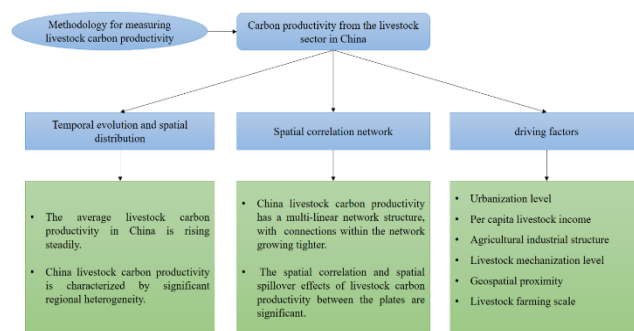 Methodology for measuring
livestock carbon productivity
Carbon productivity from the livestock
sector in China
Temporal evolution and spatial
distribution
Spatial correlation network
driving factors
• The average livestock carbon
productivity in China is rising
steadily.
• China livestock carbon productivity
is characterized by significant
regional heterogeneity.
• China livestock carbon productivity
has a multi-linear network structure,
with connections within the network
growing tighter.
• The spatial correlation and spatial
spillover effects of livestock carbon
productivity between the plates are
significant.
• Urbanization level
• Per capita livestock income
• Agricultural industrial structure
• Livestock mechanization level
• Geospatial proximity
• Livestock farming scale